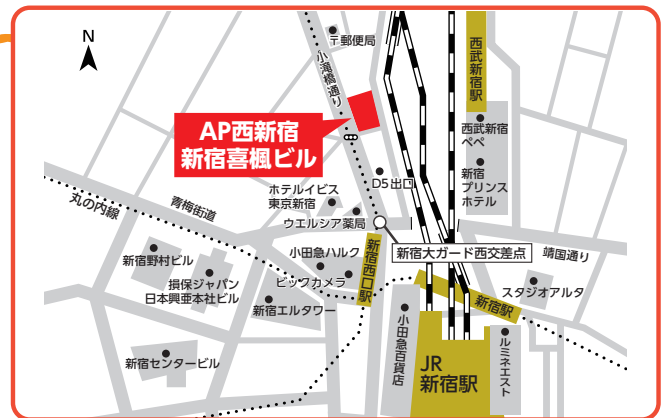 N
〒郵便局
小滝橋通り
西武新宿駅
AP西新宿
新宿喜楓ビル
西武新宿
ぺぺ
新宿
プリンス
ホテル
D5出口
ホテルイビス
東京新宿
ウエルシア薬局
丸の内線
青梅街道
新宿大ガード西交差点
靖国通り
新宿野村ビル
損保ジャパン
日本興亜本社ビル
小田急ハルク
ビックカメラ
新宿西口駅
新宿エルタワー
新宿駅
スタジオアルタ
新宿センタービル
小田急百貨店
JR
新宿駅
ルミネエスト